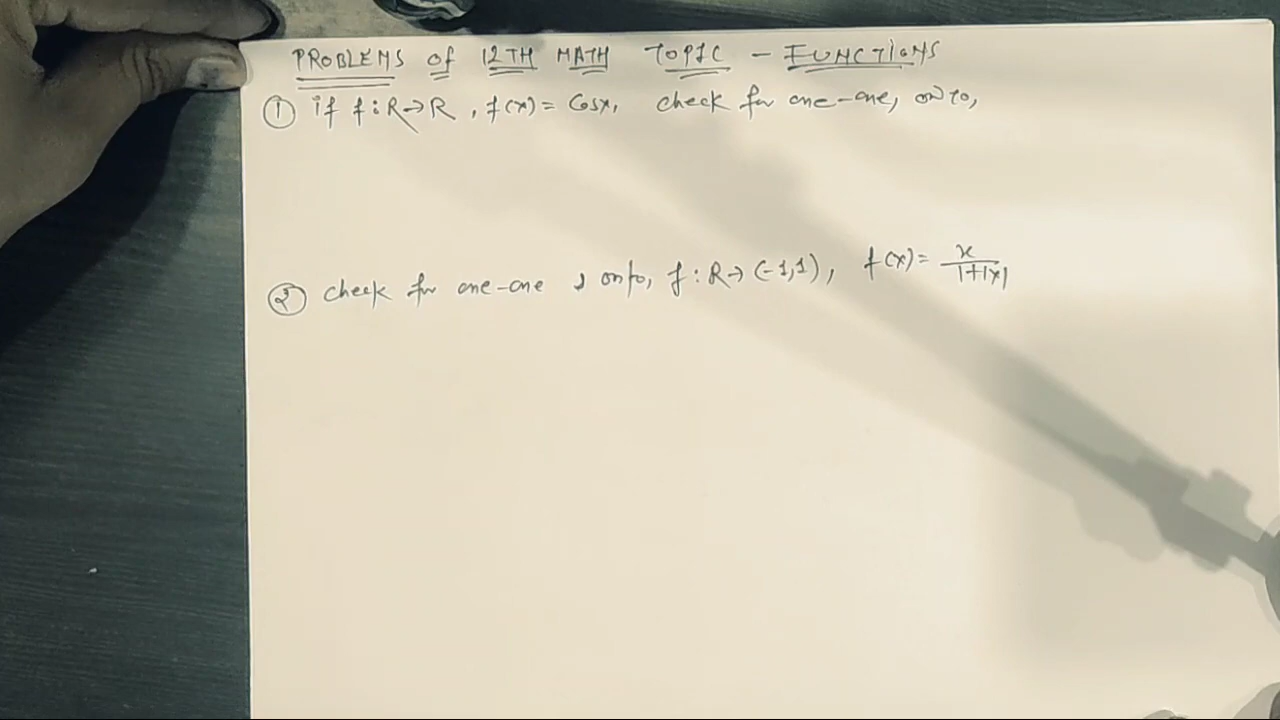 PROBLEMS of 12TH MATH TOPIC - FUNCTIONS
① if f : R→R , f(x) = Cosx, check for one-one, onto,
② check for one-one & onto, f : R→ (-1,1), f(x) = x/1+|x|